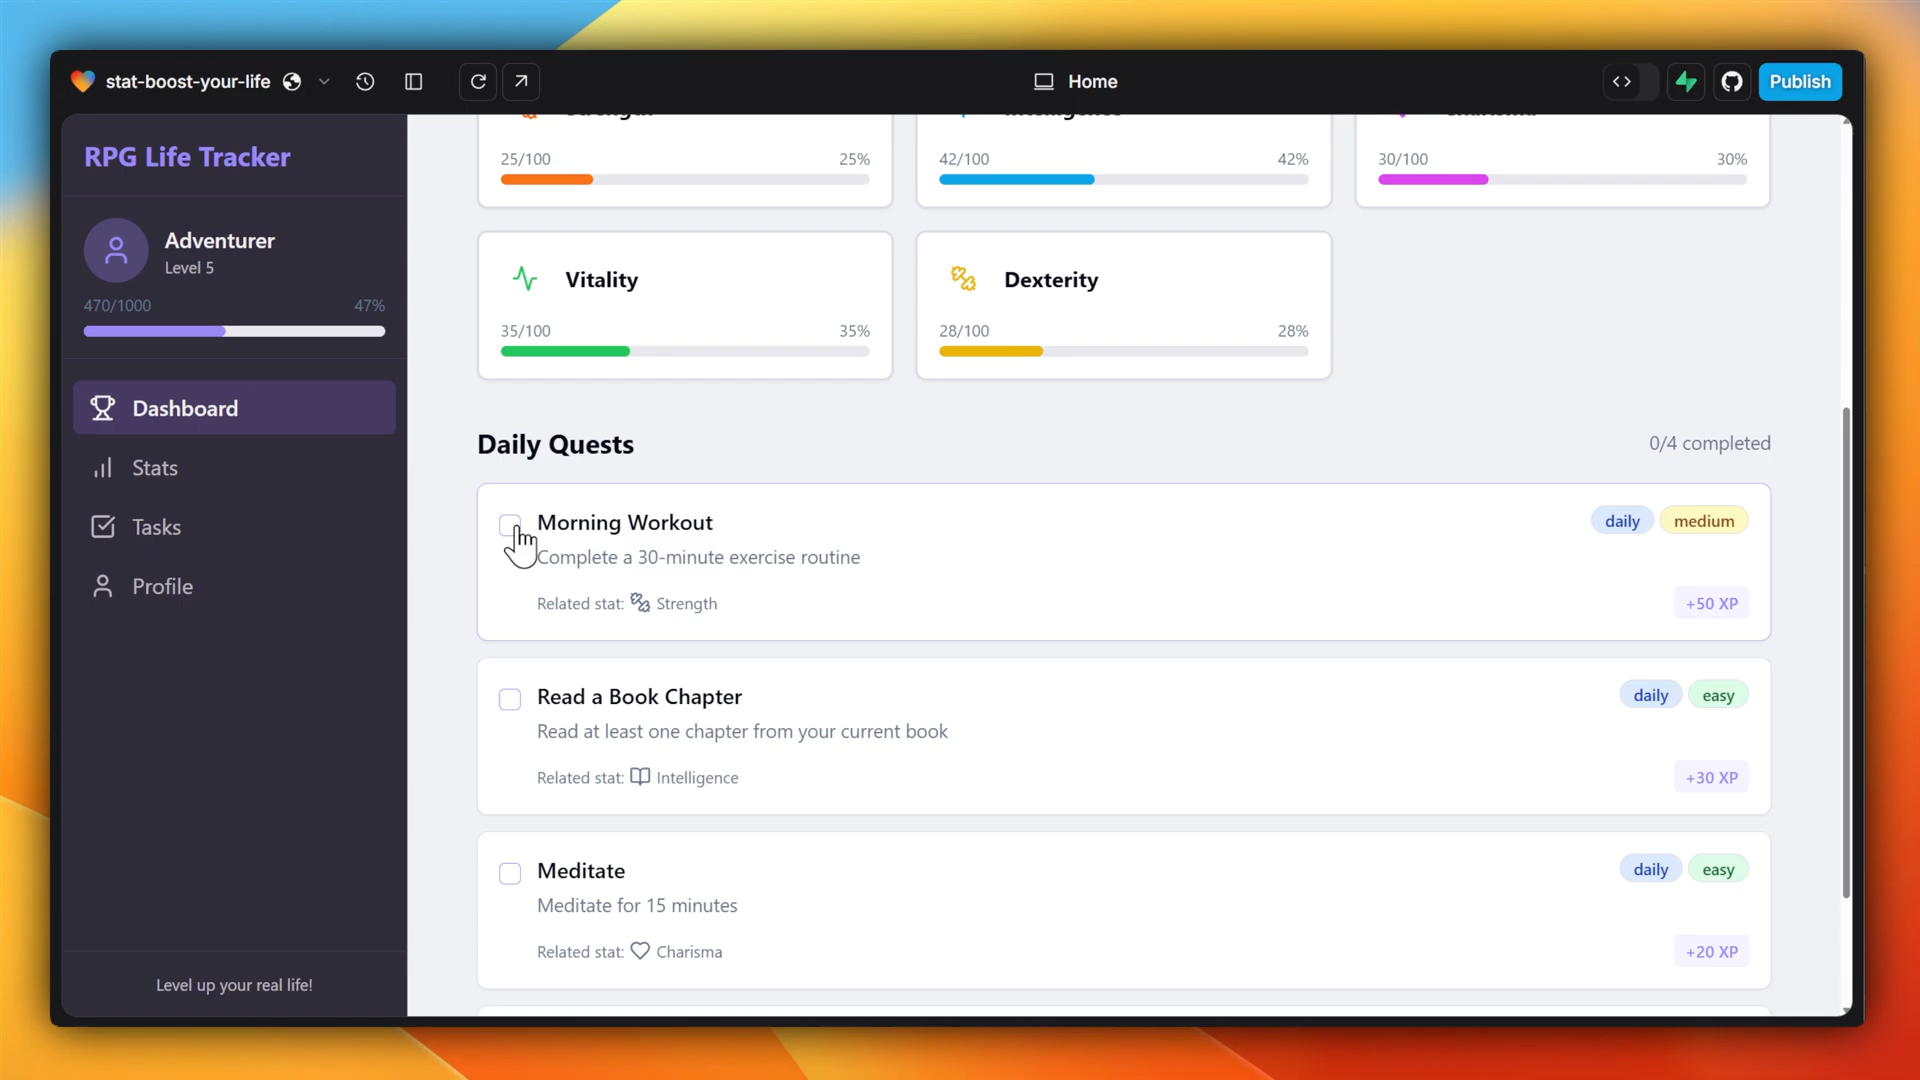 stat-boost-your-life
Home
Publish
RPG Life Tracker
Adventurer
Level 5
470/1000 47%
Dashboard
Stats
Tasks
Profile
Level up your real life!
Strength
25/100 25%
Intelligence
42/100 42%
Charisma
30/100 30%
Vitality
35/100 35%
Dexterity
28/100 28%
Daily Quests
0/4 completed
Morning Workout
daily medium
Complete a 30-minute exercise routine
Related stat: Strength
+50 XP
Read a Book Chapter
daily easy
Read at least one chapter from your current book
Related stat: Intelligence
+30 XP
Meditate
daily easy
Meditate for 15 minutes
Related stat: Charisma
+20 XP